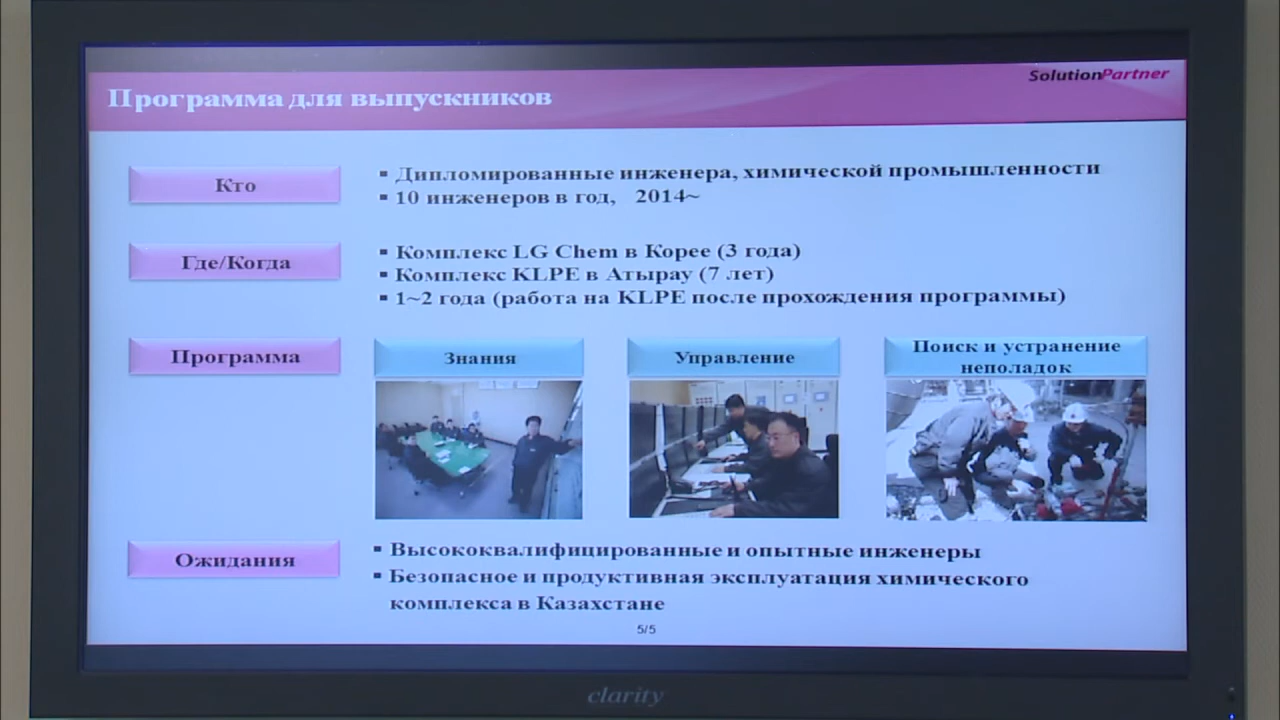 SolutionPartner
Программа для выпускников
Кто
▪ Дипломированные инженера, химической промышленности
▪ 10 инженеров в год, 2014~
Где/Когда
▪ Комплекс LG Chem в Корее (3 года)
▪ Комплекс KLPE в Атырау (7 лет)
▪ 1~2 года (работа на KLPE после прохождения программы)
Программа
Знания
Управление
Поиск и устранение
неполадок
Ожидания
▪ Высококвалифицированные и опытные инженеры
▪ Безопасное и продуктивная эксплуатация химического
комплекса в Казахстане
5/5
clarity